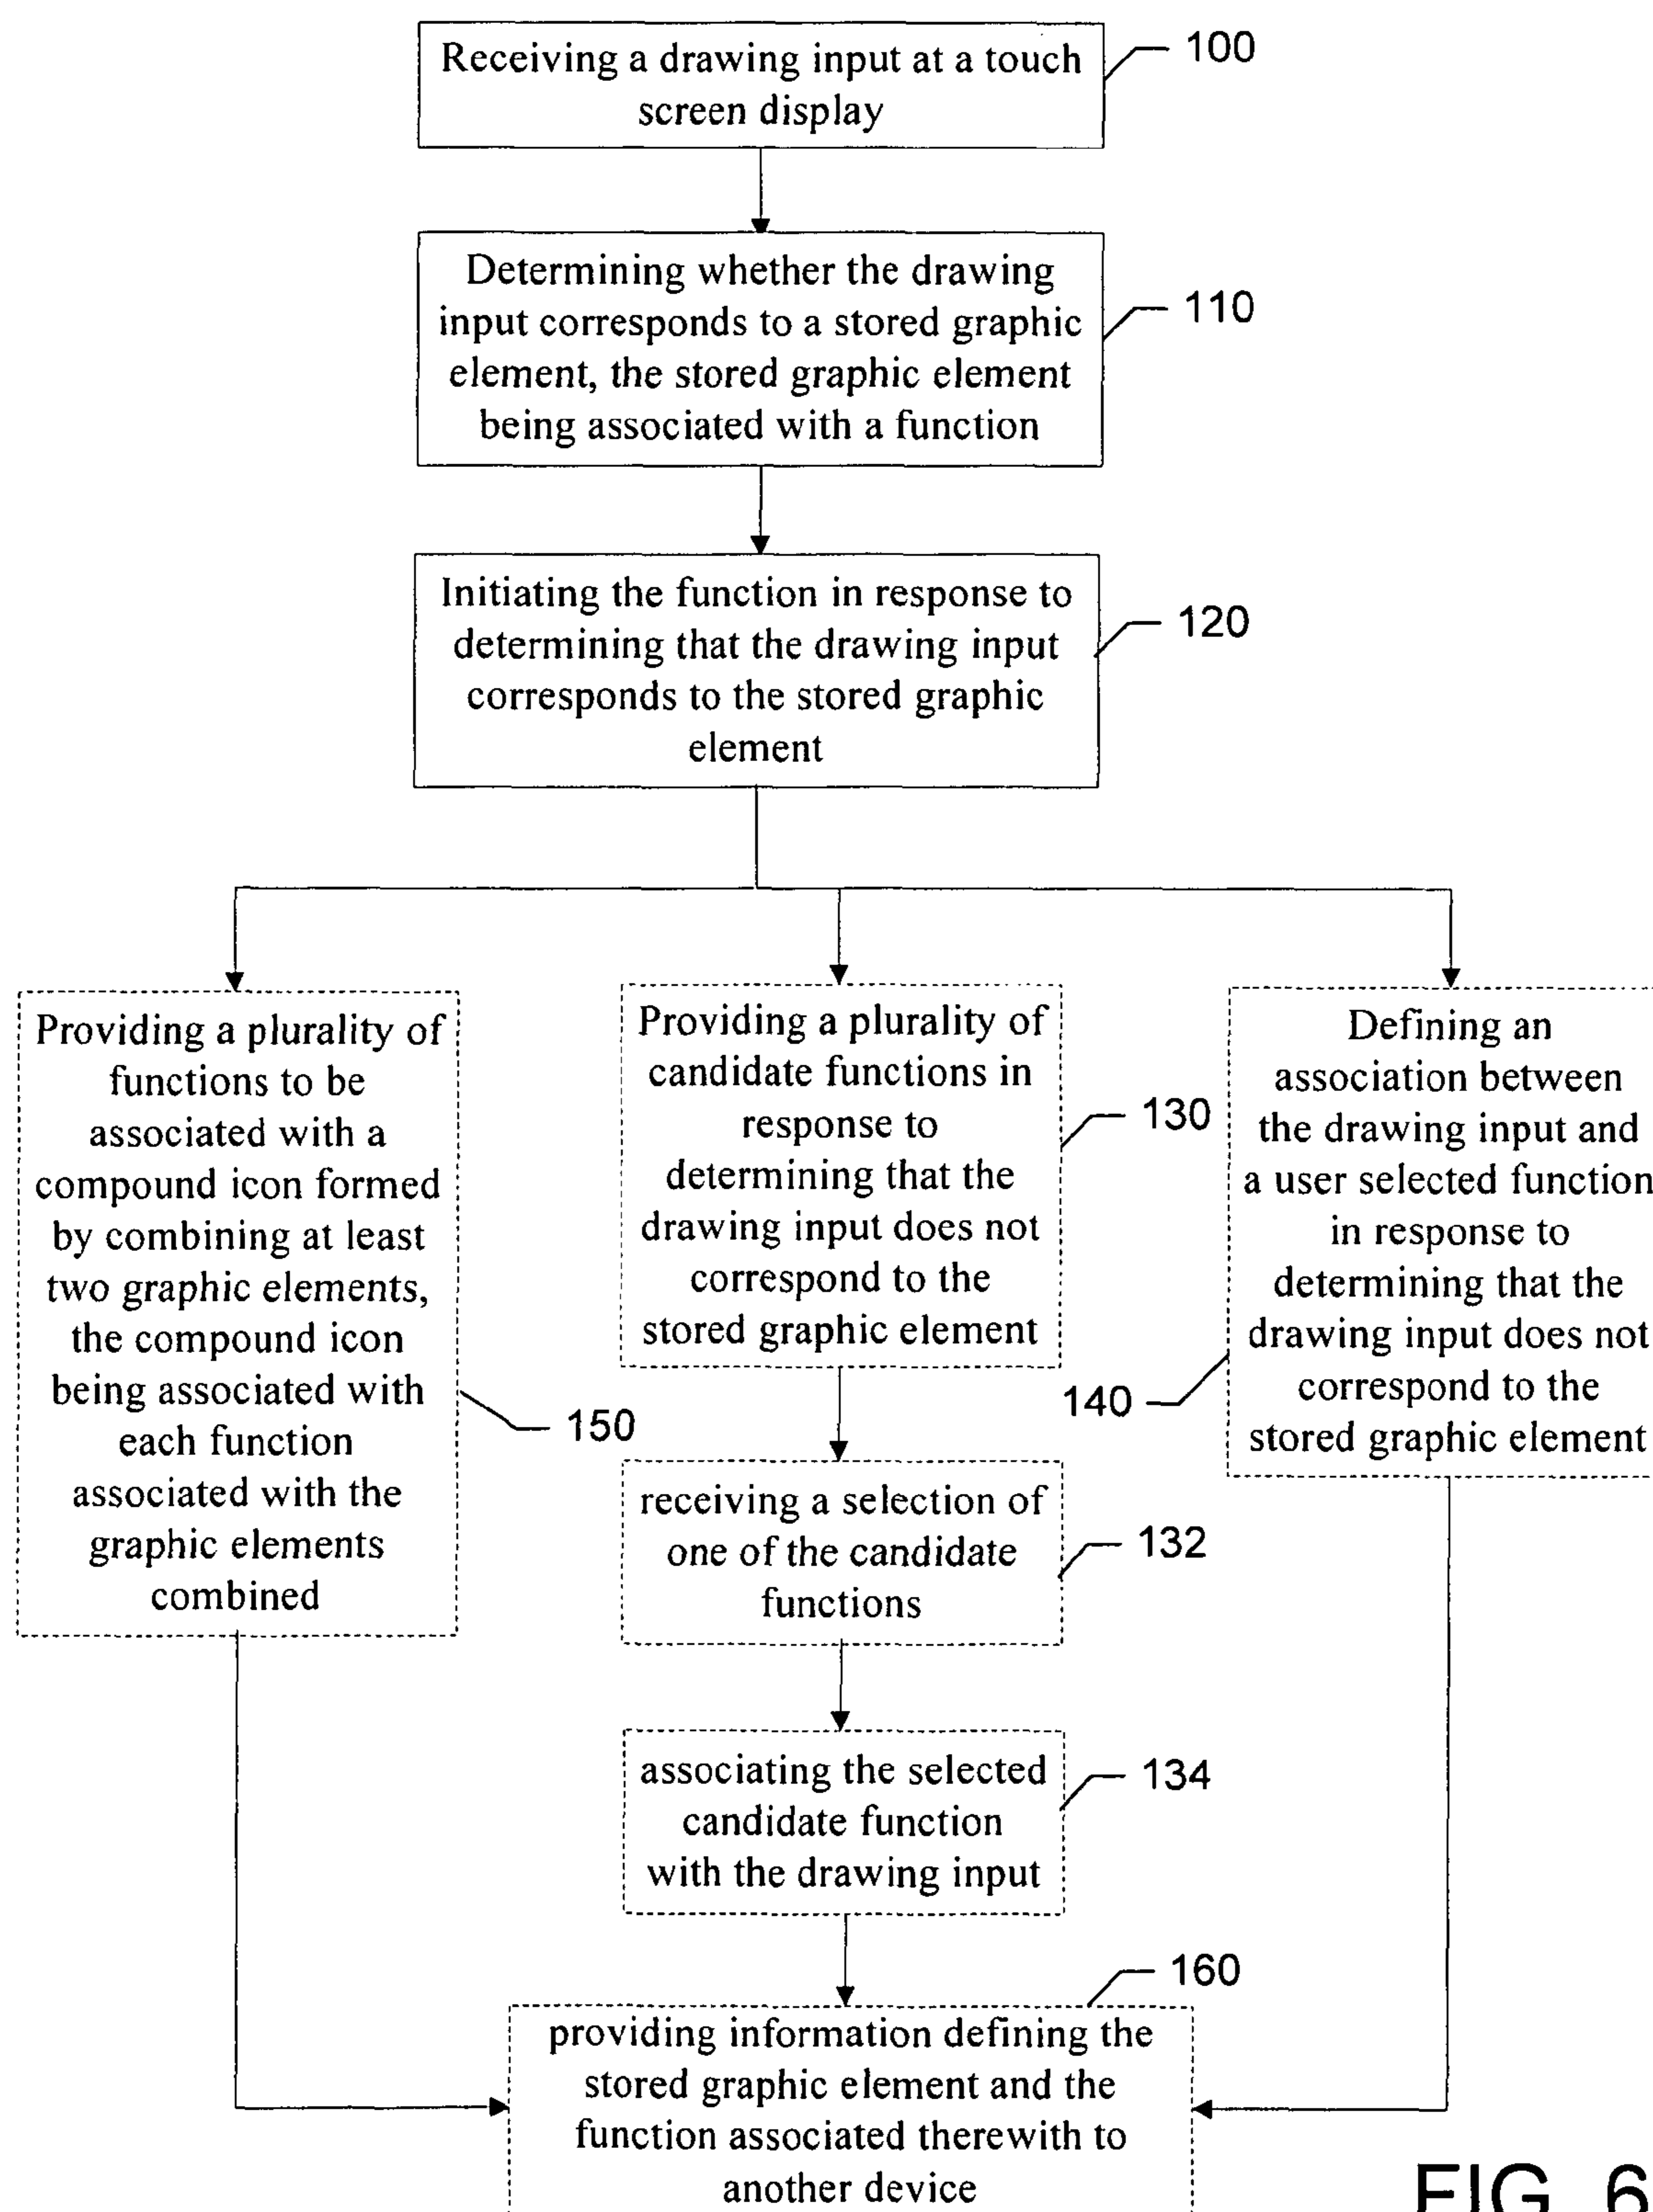 Receiving a drawing input at a touch
screen display
100
Determining whether the drawing
input corresponds to a stored graphic
element, the stored graphic element
being associated with a function
110
Initiating the function in response to
determining that the drawing input
corresponds to the stored graphic
element
120
Providing a plurality of
functions to be
associated with a
compound icon formed
by combining at least
two graphic elements,
the compound icon
being associated with
each function
associated with the
graphic elements
combined
150
Providing a plurality of
candidate functions in
response to
determining that the
drawing input does not
correspond to the
stored graphic element
130
receiving a selection of
one of the candidate
functions
132
associating the selected
candidate function
with the drawing input
134
Defining an
association between
the drawing input and
a user selected function
in response to
determining that the
drawing input does not
correspond to the
stored graphic element
140
160
providing information defining the
stored graphic element and the
function associated therewith to
another device
FIG. 6